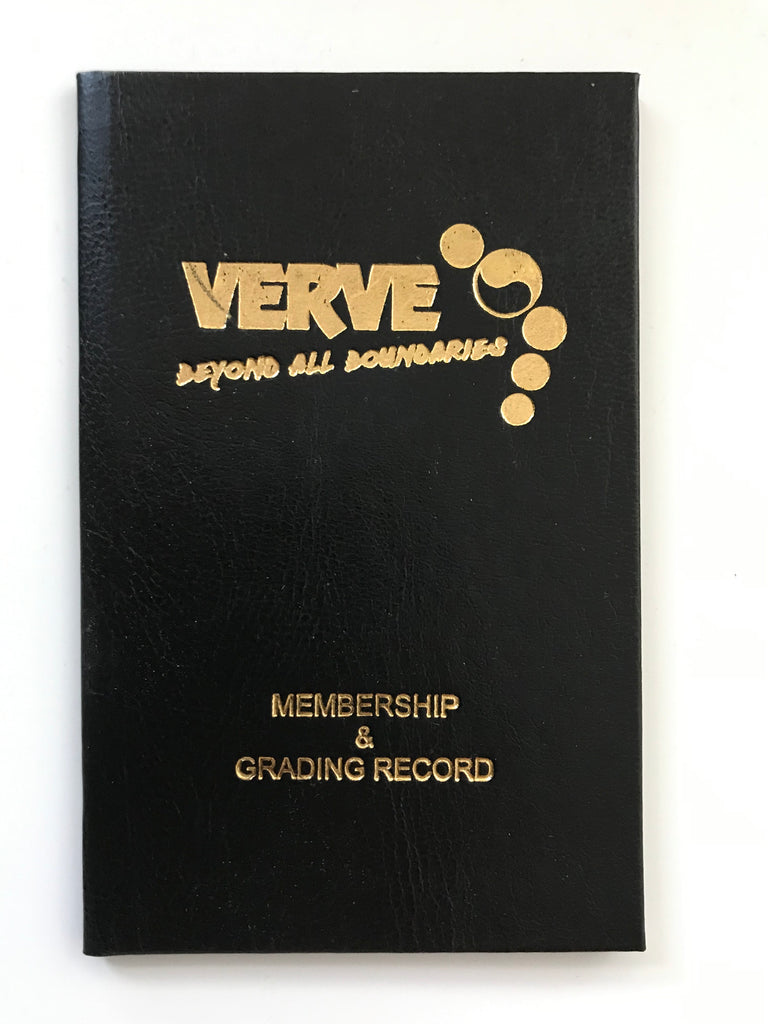 VERVE
BEYOND ALL BOUNDARIES
MEMBERSHIP
&
GRADING RECORD